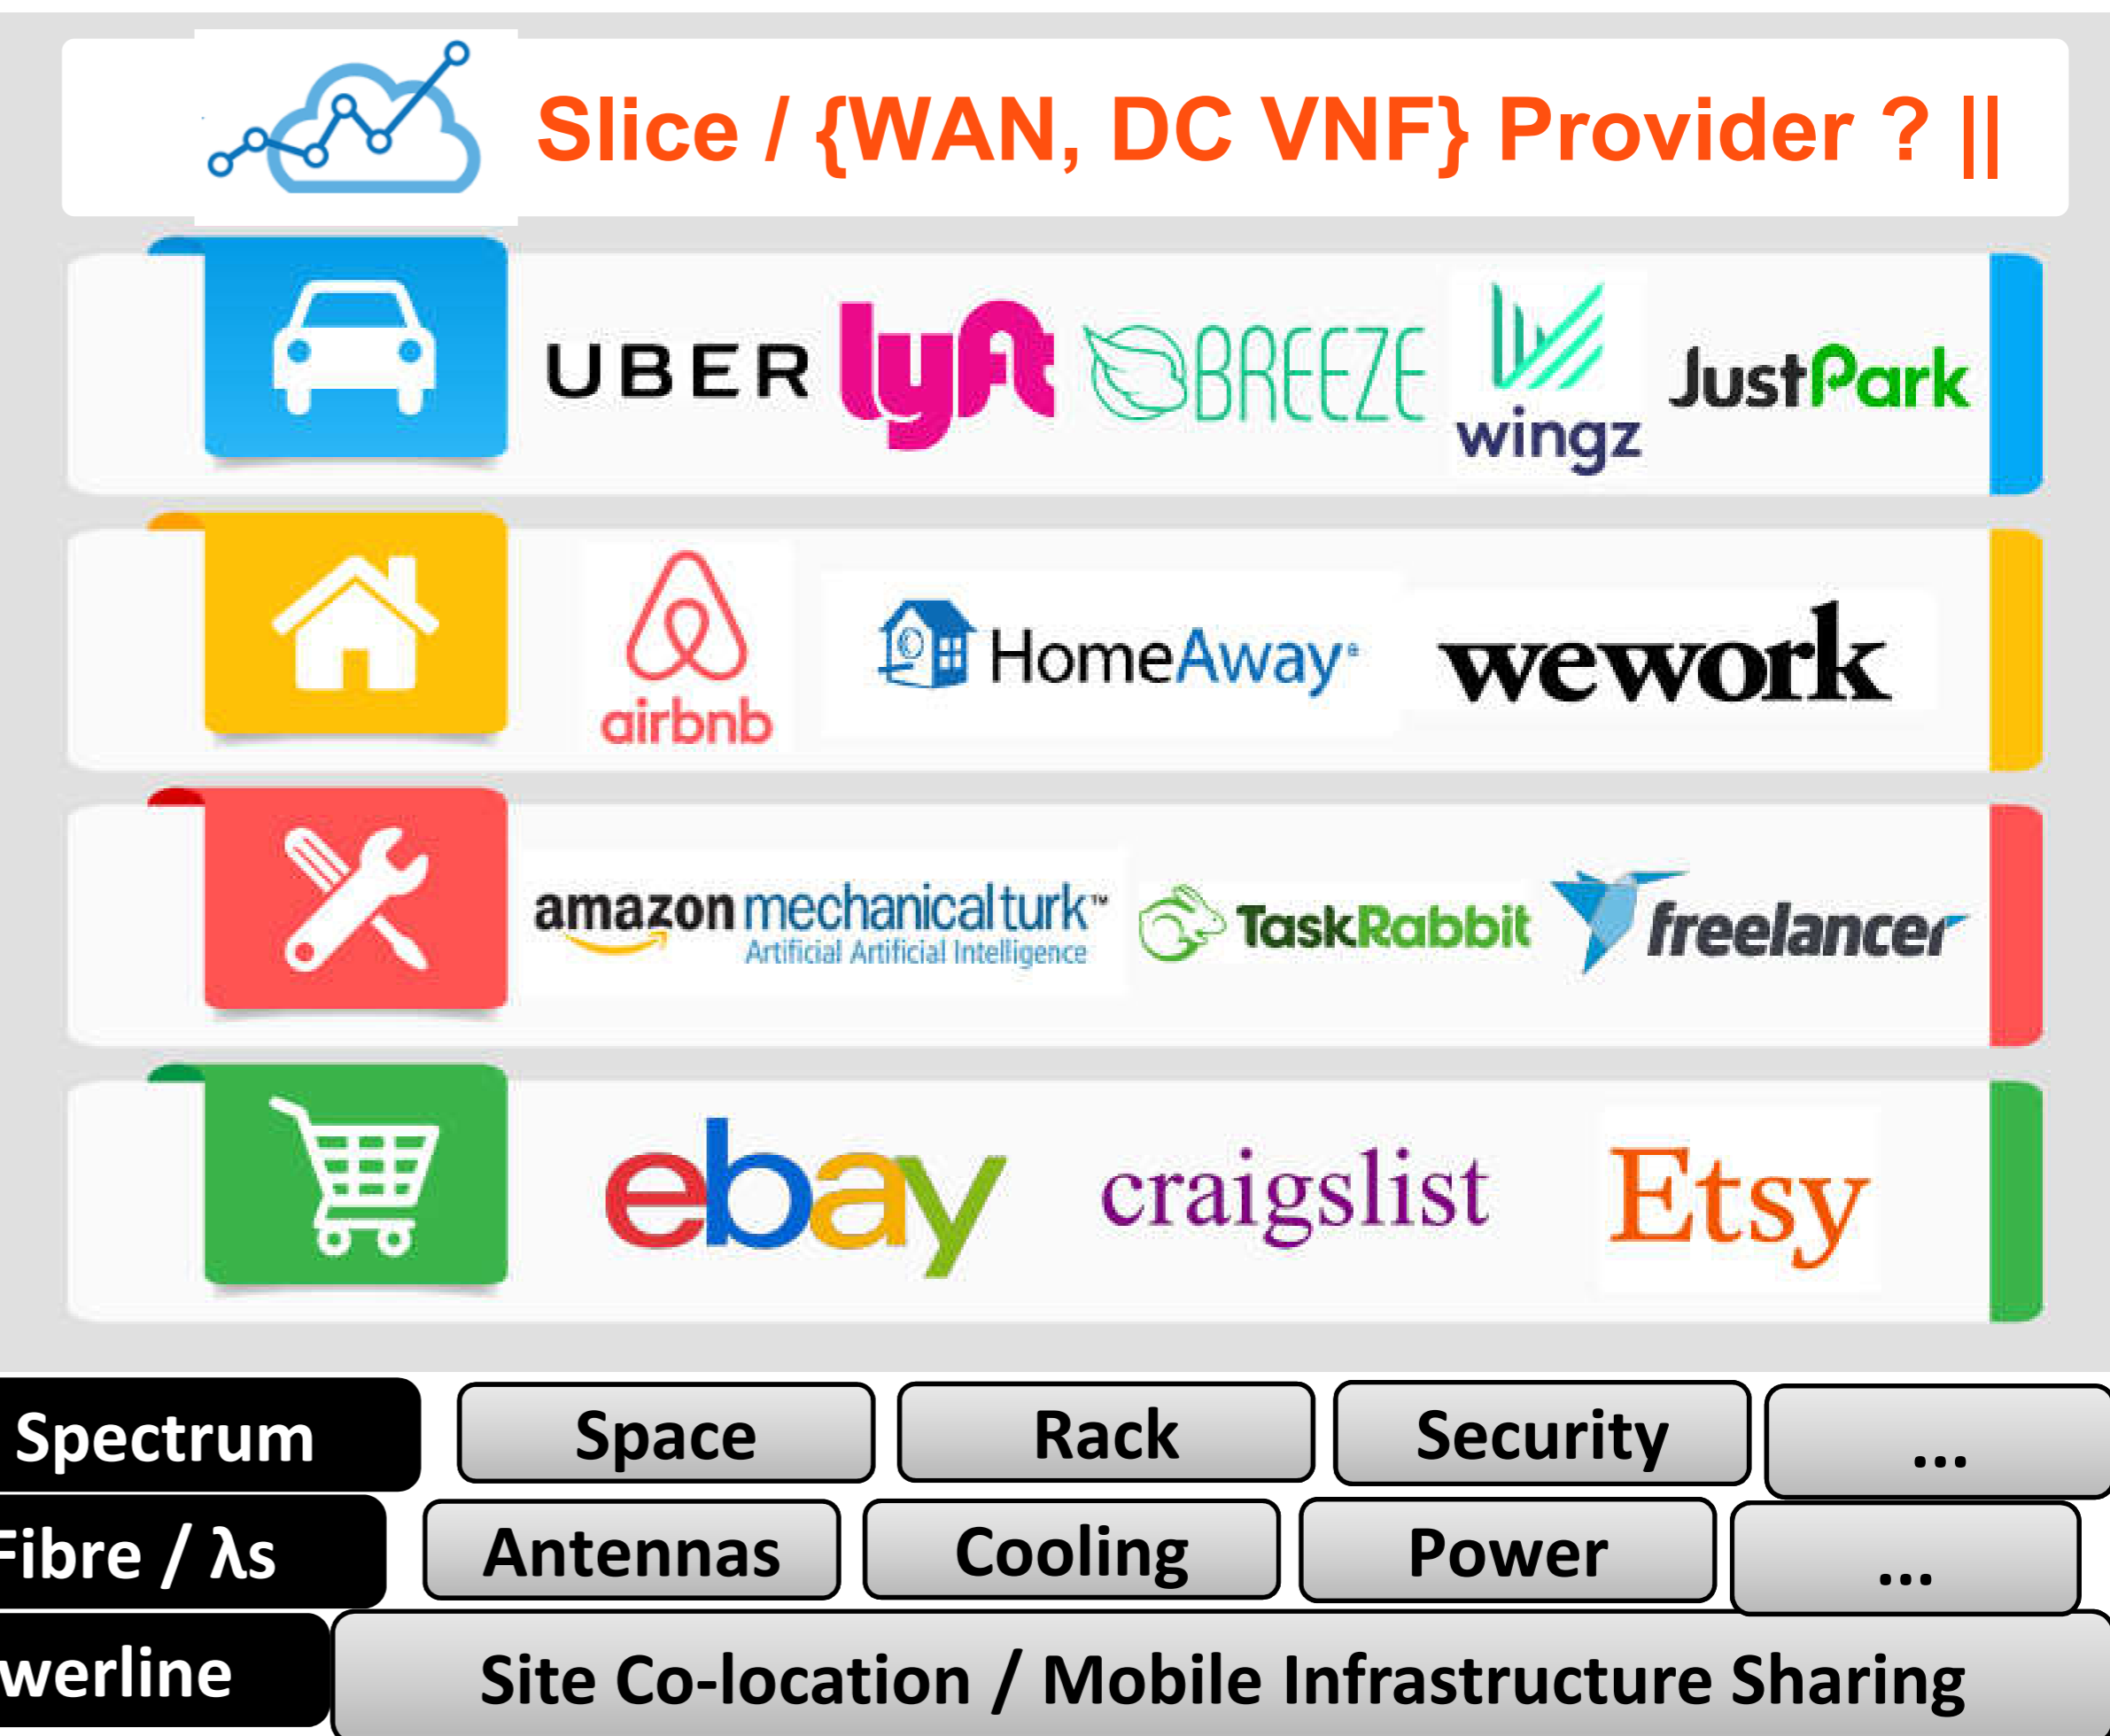 Slice / {WAN, DC VNF} Provider ? ||
UBER lyft BREEZE wingz JustPark
airbnb HomeAway® wework
amazon mechanical turk™ TaskRabbit freelancer
Artificial Artificial Intelligence
ebay craigslist Etsy
Spectrum Space Rack Security ...
Fibre / λs Antennas Cooling Power ...
werline Site Co-location / Mobile Infrastructure Sharing